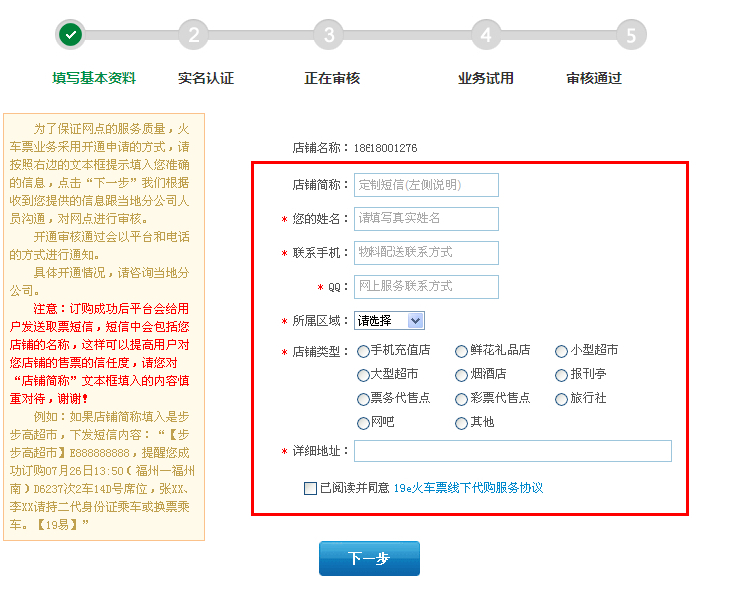 2 3 4 5
填写基本资料 实名认证 正在审核 业务试用 审核通过
为了保证网点的服务质量，火
车票业务采用开通申请的方式，请
按照右边的文本框提示填入您准确
的信息，点击“下一步”我们根据
收到您提供的信息跟当地分公司人
员沟通，对网点进行审核。
开通审核通过会以平台和电话
的方式进行通知。
具体开通情况，请咨询当地分
公司。
注意：订购成功后平台会给用
户发送取票短信，短信中会包括您
店铺的名称，这样可以提高用户对
您店铺的售票的信任度，请您对
“店铺简称”文本框填入的内容慎
重对待，谢谢！
例如：如果店铺简称填入是步
步高超市，下发短信内容：“【步
步高超市】E888888888，提醒您成
功订购07月26日13:50（福州—福州
南）D6237次2车14D号席位，张XX、
李XX请持二代身份证乘车或换票乘
车。【19易】”
店铺名称：18618001276
店铺简称：定制短信(左侧说明)
* 您的姓名：请填写真实姓名
* 联系手机：物料配送联系方式
* QQ：网上服务联系方式
* 所属区域：请选择
* 店铺类型：手机充值店 鲜花礼品店 小型超市
大型超市 烟酒店 报刊亭
票务代售点 彩票代售点 旅行社
网吧 其他
* 详细地址：
已阅读并同意 19e火车票线下代购服务协议
下一步